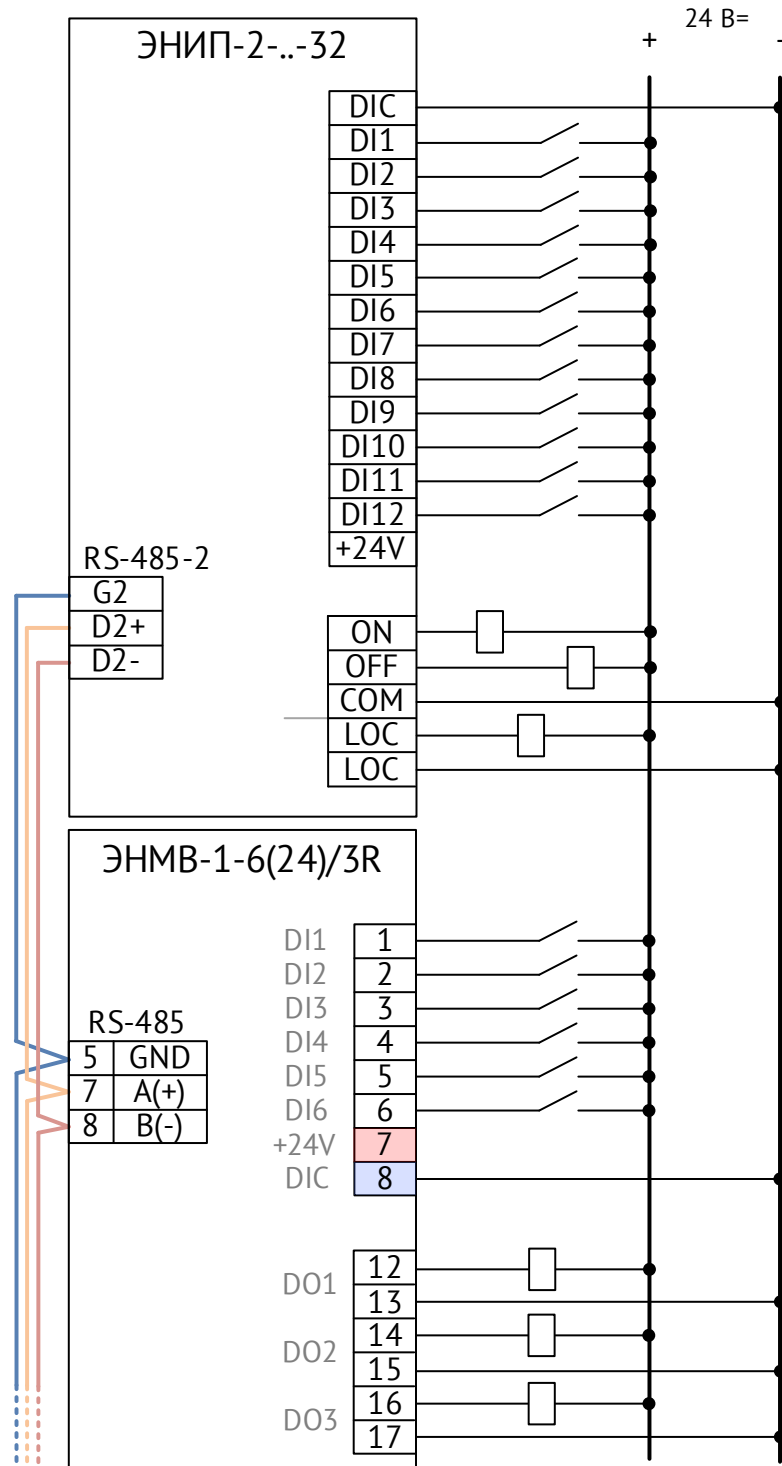 24 В=
+ -
ЭНИП-2-..-32
DIC
DI1
DI2
DI3
DI4
DI5
DI6
DI7
DI8
DI9
DI10
DI11
DI12
+24V
RS-485-2
G2
D2+
D2-
ON
OFF
COM
LOC
LOC
ЭНМВ-1-6(24)/3R
DI1 1
DI2 2
DI3 3
DI4 4
DI5 5
DI6 6
+24V 7
DIC 8
RS-485
5 GND
7 A(+)
8 B(-)
DO1
12
13
DO2
14
15
DO3
16
17